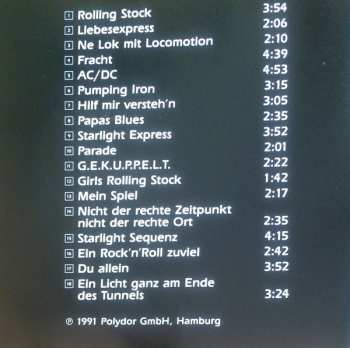 1 Rolling Stock 3:54
2 Liebesexpress 2:06
3 Ne Lok mit Locomotion 2:10
4 Fracht 4:39
5 AC/DC 4:53
6 Pumping Iron 3:15
7 Hilf mir versteh'n 3:05
8 Papas Blues 2:35
9 Starlight Express 3:52
10 Parade 2:01
11 G.E.K.U.P.P.E.L.T. 2:22
12 Girls Rolling Stock 1:42
13 Mein Spiel 2:17
14 Nicht der rechte Zeitpunkt
nicht der rechte Ort 2:35
15 Starlight Sequenz 4:15
16 Ein Rock'n'Roll zuviel 2:42
17 Du allein 3:52
18 Ein Licht ganz am Ende
des Tunnels 3:24
℗ 1991 Polydor GmbH, Hamburg